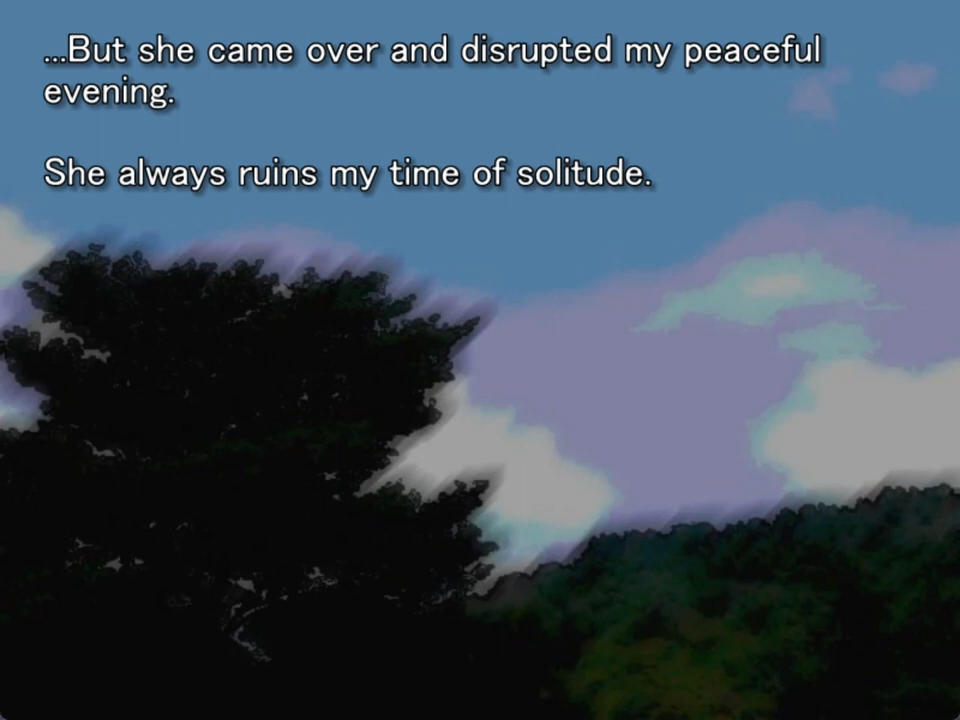 ...But she came over and disrupted my peaceful
evening.
She always ruins my time of solitude.